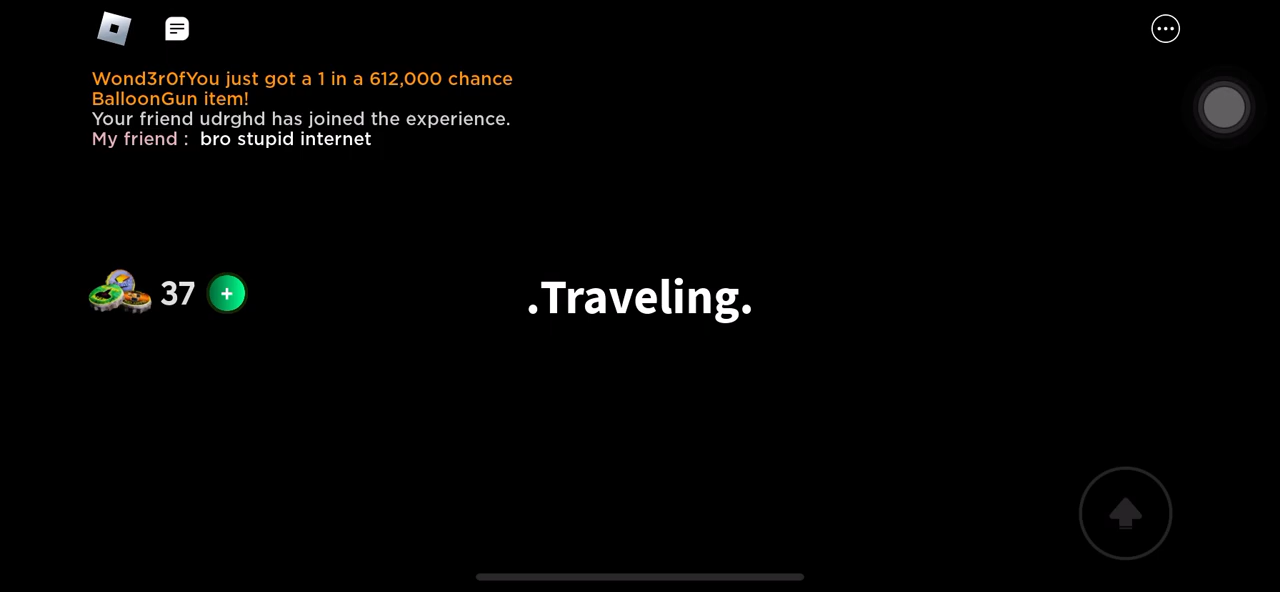 Wond3r0fYou just got a 1 in a 612,000 chance
BalloonGun item!
Your friend udrghd has joined the experience.
My friend : bro stupid internet
37 +
.Traveling.